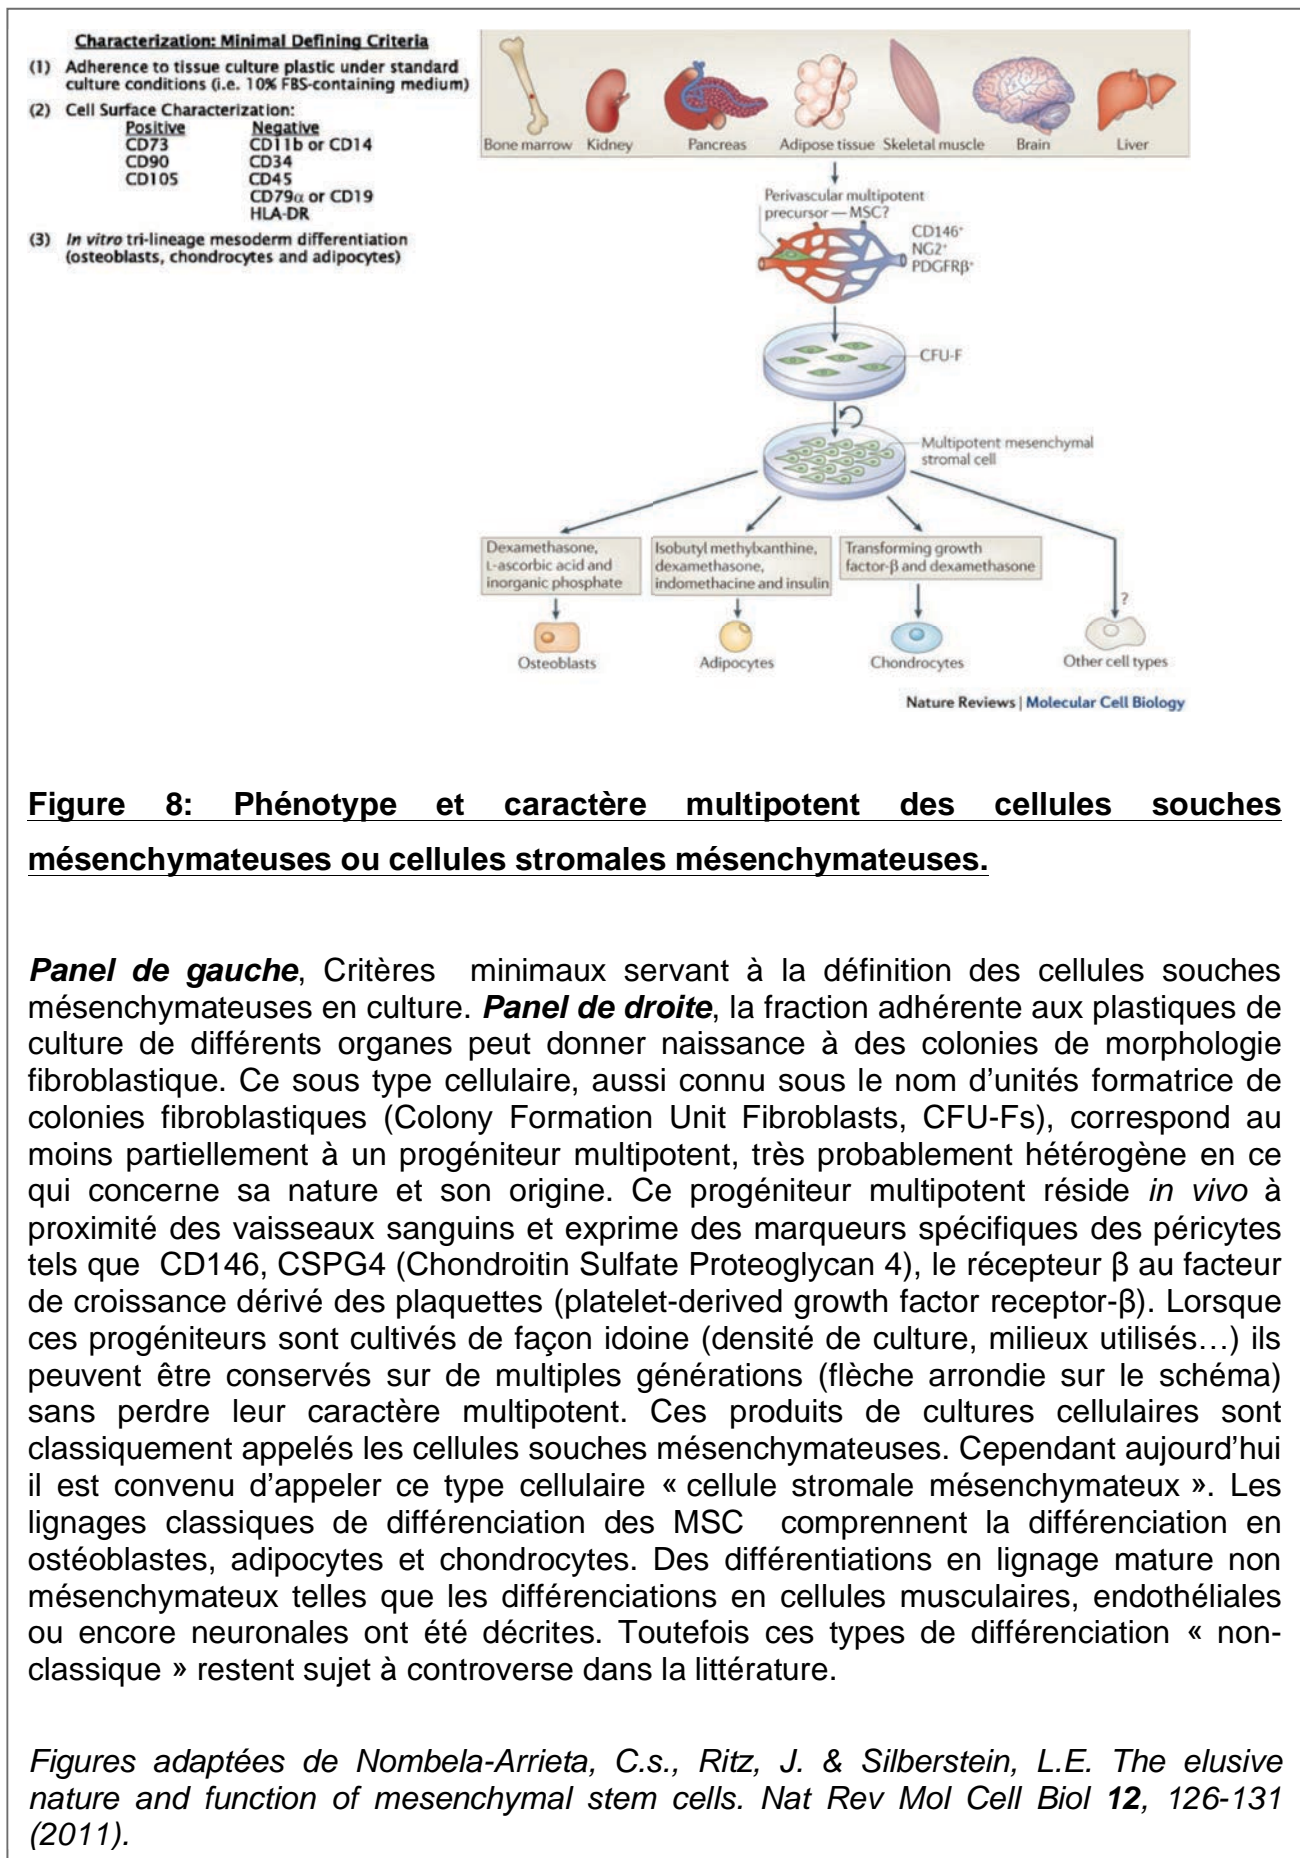 Characterization: Minimal Defining Criteria
(1) Adherence to tissue culture plastic under standard
culture conditions (i.e. 10% FBS-containing medium)
(2) Cell Surface Characterization:
Positive Negative
CD73 CD11b or CD14
CD90 CD34
CD105 CD45
CD79α or CD19
HLA-DR
(3) In vitro tri-lineage mesoderm differentiation
(osteoblasts, chondrocytes and adipocytes)
Bone marrow Kidney Pancreas Adipose tissue Skeletal muscle Brain Liver
Perivascular multipotent
precursor — MSC?
CD146⁺
NG2⁺
PDGFRβ⁺
CFU-F
Multipotent mesenchymal
stromal cell
Dexamethasone,
L-ascorbic acid and
inorganic phosphate
Isobutyl methylxanthine,
dexamethasone,
indomethacine and insulin
Transforming growth
factor-β and dexamethasone
?
Osteoblasts Adipocytes Chondrocytes Other cell types
Nature Reviews | Molecular Cell Biology
Figure 8: Phénotype et caractère multipotent des cellules souches
mésenchymateuses ou cellules stromales mésenchymateuses.
Panel de gauche, Critères minimaux servant à la définition des cellules souches
mésenchymateuses en culture. Panel de droite, la fraction adhérente aux plastiques de
culture de différents organes peut donner naissance à des colonies de morphologie
fibroblastique. Ce sous type cellulaire, aussi connu sous le nom d'unités formatrice de
colonies fibroblastiques (Colony Formation Unit Fibroblasts, CFU-Fs), correspond au
moins partiellement à un progéniteur multipotent, très probablement hétérogène en ce
qui concerne sa nature et son origine. Ce progéniteur multipotent réside in vivo à
proximité des vaisseaux sanguins et exprime des marqueurs spécifiques des péricytes
tels que CD146, CSPG4 (Chondroitin Sulfate Proteoglycan 4), le récepteur β au facteur
de croissance dérivé des plaquettes (platelet-derived growth factor receptor-β). Lorsque
ces progéniteurs sont cultivés de façon idoine (densité de culture, milieux utilisés…) ils
peuvent être conservés sur de multiples générations (flèche arrondie sur le schéma)
sans perdre leur caractère multipotent. Ces produits de cultures cellulaires sont
classiquement appelés les cellules souches mésenchymateuses. Cependant aujourd'hui
il est convenu d'appeler ce type cellulaire « cellule stromale mésenchymateux ». Les
lignages classiques de différenciation des MSC comprennent la différenciation en
ostéoblastes, adipocytes et chondrocytes. Des différentiations en lignage mature non
mésenchymateux telles que les différenciations en cellules musculaires, endothéliales
ou encore neuronales ont été décrites. Toutefois ces types de différenciation « non-
classique » restent sujet à controverse dans la littérature.
Figures adaptées de Nombela-Arrieta, C.s., Ritz, J. & Silberstein, L.E. The elusive
nature and function of mesenchymal stem cells. Nat Rev Mol Cell Biol 12, 126-131
(2011).